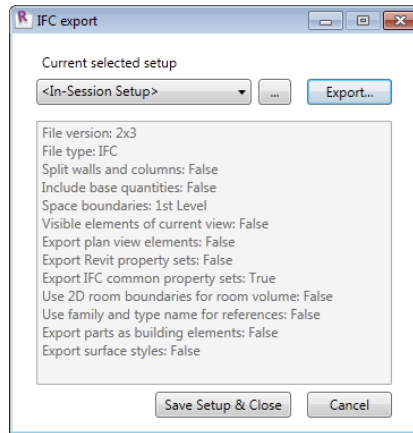 IFC export
Current selected setup
<In-Session Setup>
...
Export...
File version: 2x3
File type: IFC
Split walls and columns: False
Include base quantities: False
Space boundaries: 1st Level
Visible elements of current view: False
Export plan view elements: False
Export Revit property sets: False
Export IFC common property sets: True
Use 2D room boundaries for room volume: False
Use family and type name for references: False
Export parts as building elements: False
Export surface styles: False
Save Setup & Close
Cancel